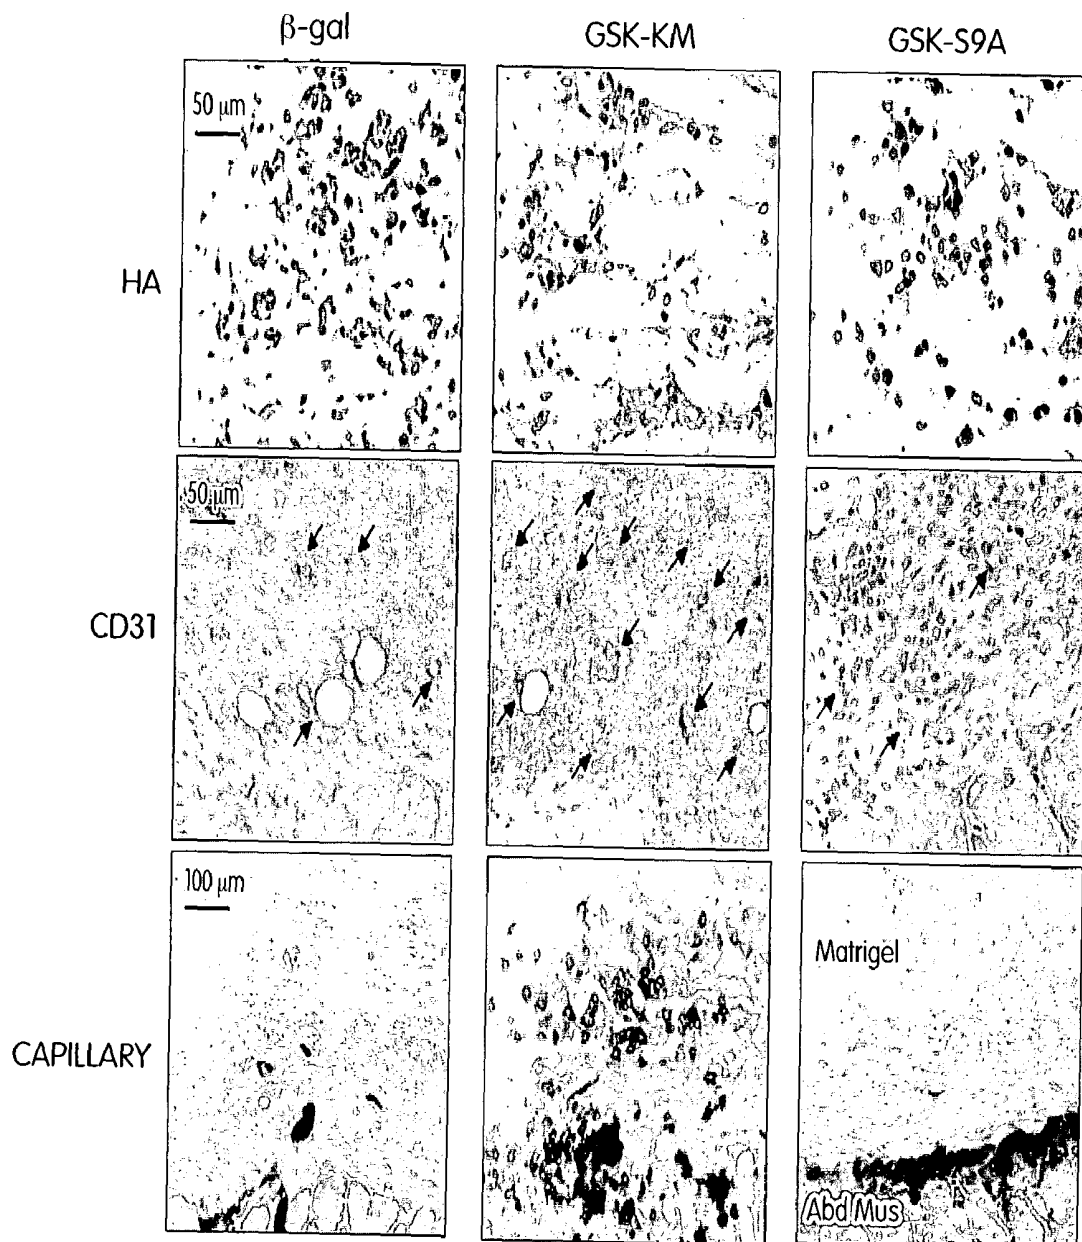 β-gal GSK-KM GSK-S9A
50 μm
HA
50 μm
CD31
100 μm
Matrigel
CAPILLARY
Abd Mus